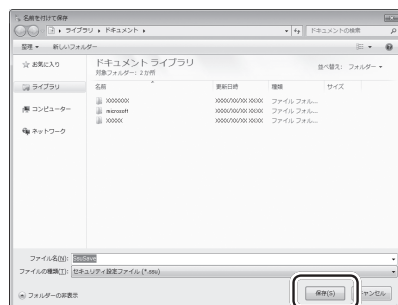 名前を付けて保存
ライブラリ ▸ ドキュメント ▸
ドキュメントの検索
整理 ▾ 新しいフォルダー
お気に入り
ライブラリ
コンピューター
ネットワーク
ドキュメント ライブラリ
対象フォルダー: 2か所
並べ替え: フォルダー ▾
名前 更新日時 種類 サイズ
XXXXXXX XXXX/XX/XX XX:XX ファイル フォル...
microsoft XXXX/XX/XX XX:XX ファイル フォル...
XXXXX XXXX/XX/XX XX:XX ファイル フォル...
ファイル名(N):
ファイルの種類(T): セキュリティ設定ファイル (*.ssu)
フォルダーの非表示
保存(S)
キャンセル